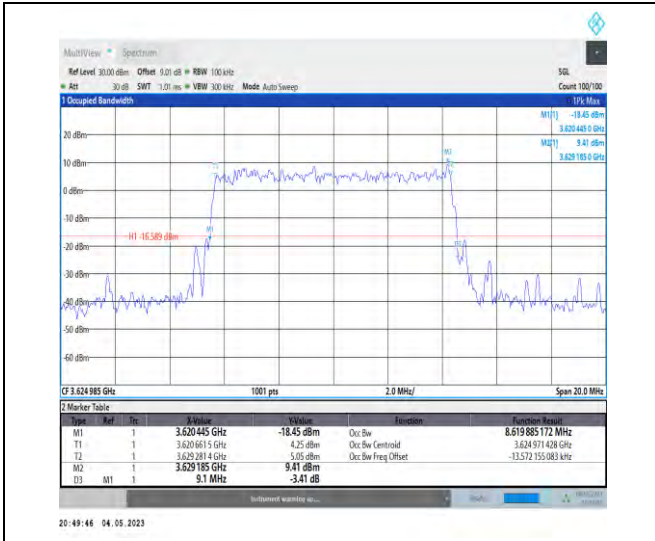 MultiView Spectrum
Ref Level 30.00 dBm Offset 9.01 dB RBW 100 kHz SGL
Att 30 dB SWT 1.01 ms VBW 300 kHz Mode Auto Sweep Count 100/100
1 Occupied Bandwidth 1Pk Max
M1[1] -18.45 dBm
3.620 445 0 GHz
M2[1] 9.41 dBm
3.629 185 0 GHz
20 dBm
M2
10 dBm
0 dBm
-10 dBm
M1
H1 -16.589 dBm
-20 dBm
-30 dBm
-40 dBm
-50 dBm
-60 dBm
CF 3.624 985 GHz 1001 pts 2.0 MHz/ Span 20.0 MHz
2 Marker Table
Type Ref Trc X-Value Y-Value Function Function Result
M1 1 3.620 445 GHz -18.45 dBm Occ Bw 8.619 885 172 MHz
T1 1 3.620 661 5 GHz 4.25 dBm Occ Bw Centroid 3.624 971 428 GHz
T2 1 3.629 281 4 GHz 5.05 dBm Occ Bw Freq Offset -13.572 155 083 kHz
M2 1 3.629 185 GHz 9.41 dBm
D3 M1 1 9.1 MHz -3.41 dB
Instrument warming up...
20:49:46 04.05.2023